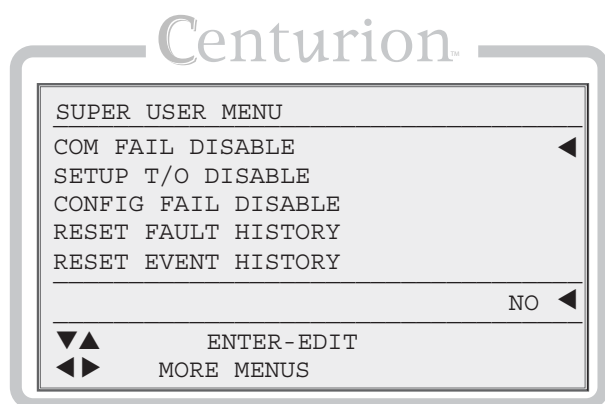 Centurion™
SUPER USER MENU
COM FAIL DISABLE ◀
SETUP T/O DISABLE
CONFIG FAIL DISABLE
RESET FAULT HISTORY
RESET EVENT HISTORY
NO ◀
▼▲ ENTER-EDIT
◀▶ MORE MENUS